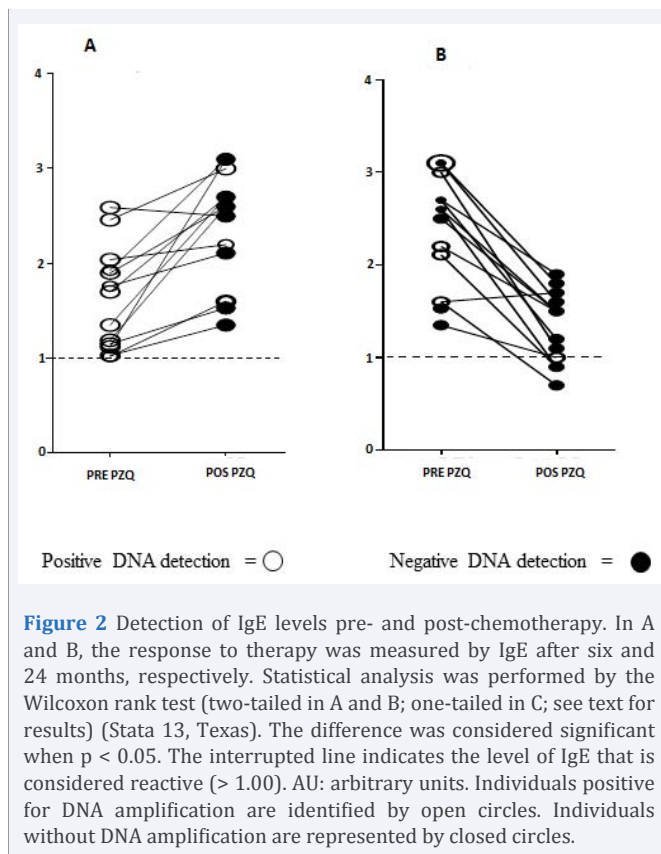 A
B
4
3
2
1
0
PRE PZQ
POS PZQ
4
3
2
1
0
PRE PZQ
POS PZQ
Positive DNA detection =
Negative DNA detection =
Figure 2 Detection of IgE levels pre- and post-chemotherapy. In A
and B, the response to therapy was measured by IgE after six and
24 months, respectively. Statistical analysis was performed by the
Wilcoxon rank test (two-tailed in A and B; one-tailed in C; see text for
results) (Stata 13, Texas). The difference was considered significant
when p < 0.05. The interrupted line indicates the level of IgE that is
considered reactive (> 1.00). AU: arbitrary units. Individuals positive
for DNA amplification are identified by open circles. Individuals
without DNA amplification are represented by closed circles.